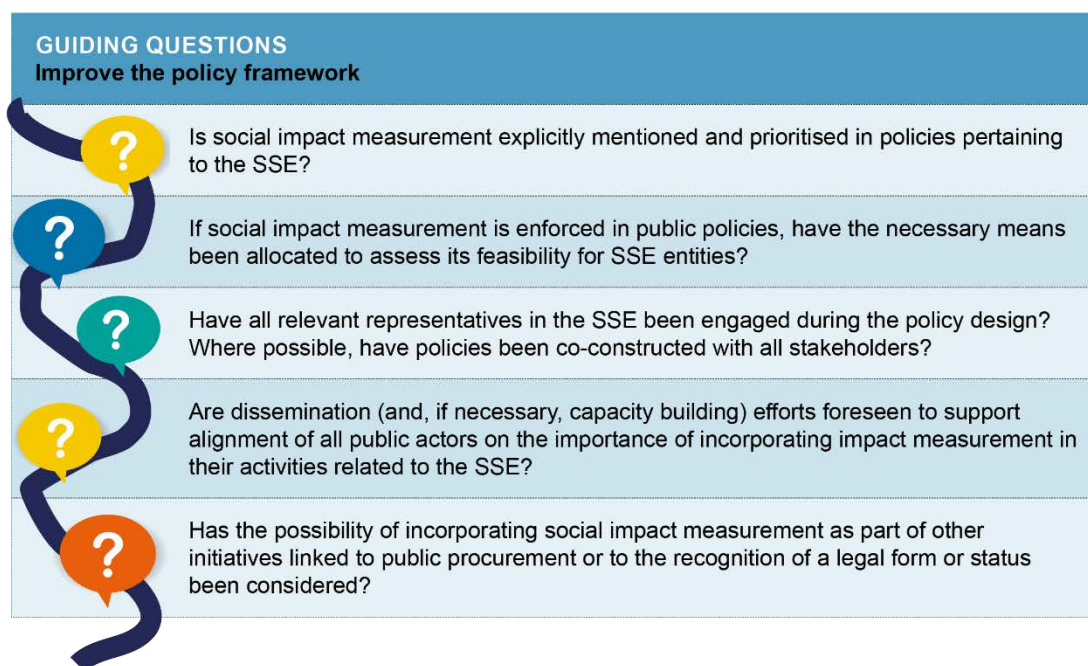 GUIDING QUESTIONS
Improve the policy framework
?
Is social impact measurement explicitly mentioned and prioritised in policies pertaining
to the SSE?
?
If social impact measurement is enforced in public policies, have the necessary means
been allocated to assess its feasibility for SSE entities?
?
Have all relevant representatives in the SSE been engaged during the policy design?
Where possible, have policies been co-constructed with all stakeholders?
?
Are dissemination (and, if necessary, capacity building) efforts foreseen to support
alignment of all public actors on the importance of incorporating impact measurement in
their activities related to the SSE?
?
Has the possibility of incorporating social impact measurement as part of other
initiatives linked to public procurement or to the recognition of a legal form or status
been considered?